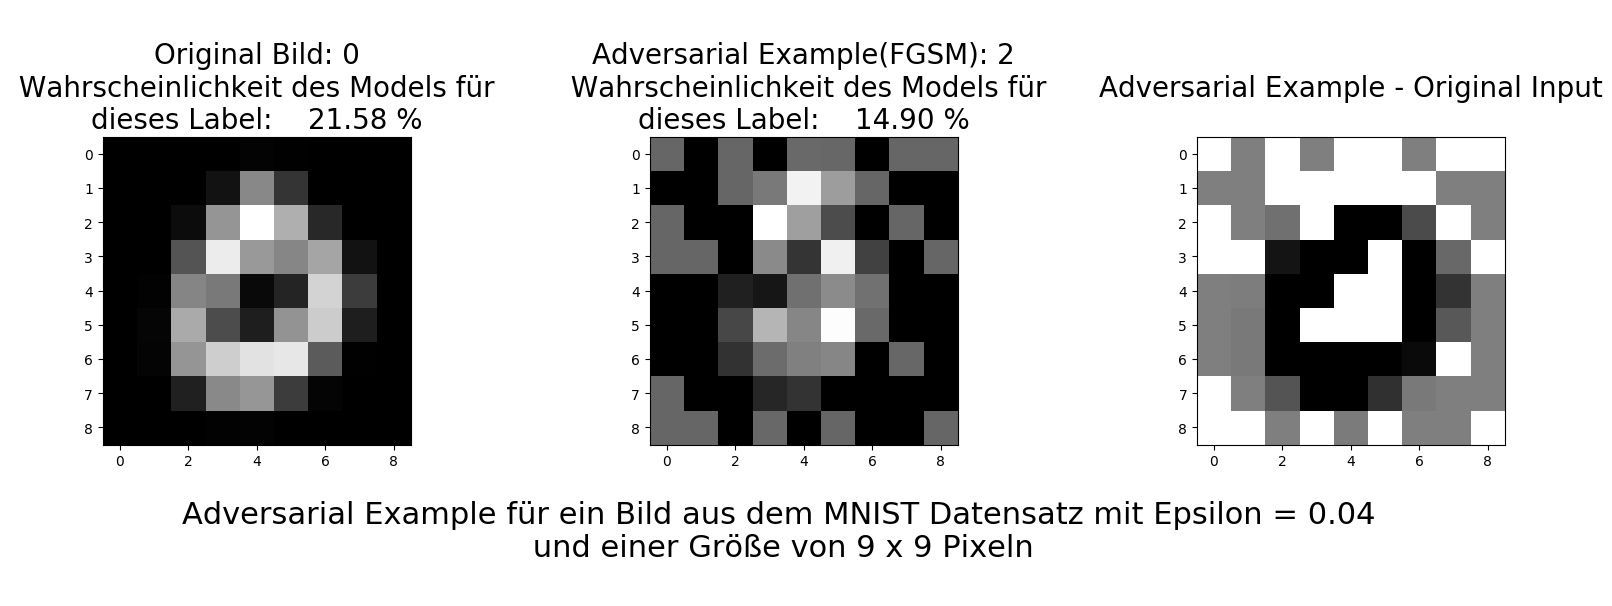 Original Bild: 0
Wahrscheinlichkeit des Models für
dieses Label: 21.58 %
0
1
2
3
4
5
6
7
8
0 2 4 6 8
Adversarial Example(FGSM): 2
Wahrscheinlichkeit des Models für
dieses Label: 14.90 %
0
1
2
3
4
5
6
7
8
0 2 4 6 8
Adversarial Example - Original Input
0
1
2
3
4
5
6
7
8
0 2 4 6 8
Adversarial Example für ein Bild aus dem MNIST Datensatz mit Epsilon = 0.04
und einer Größe von 9 x 9 Pixeln